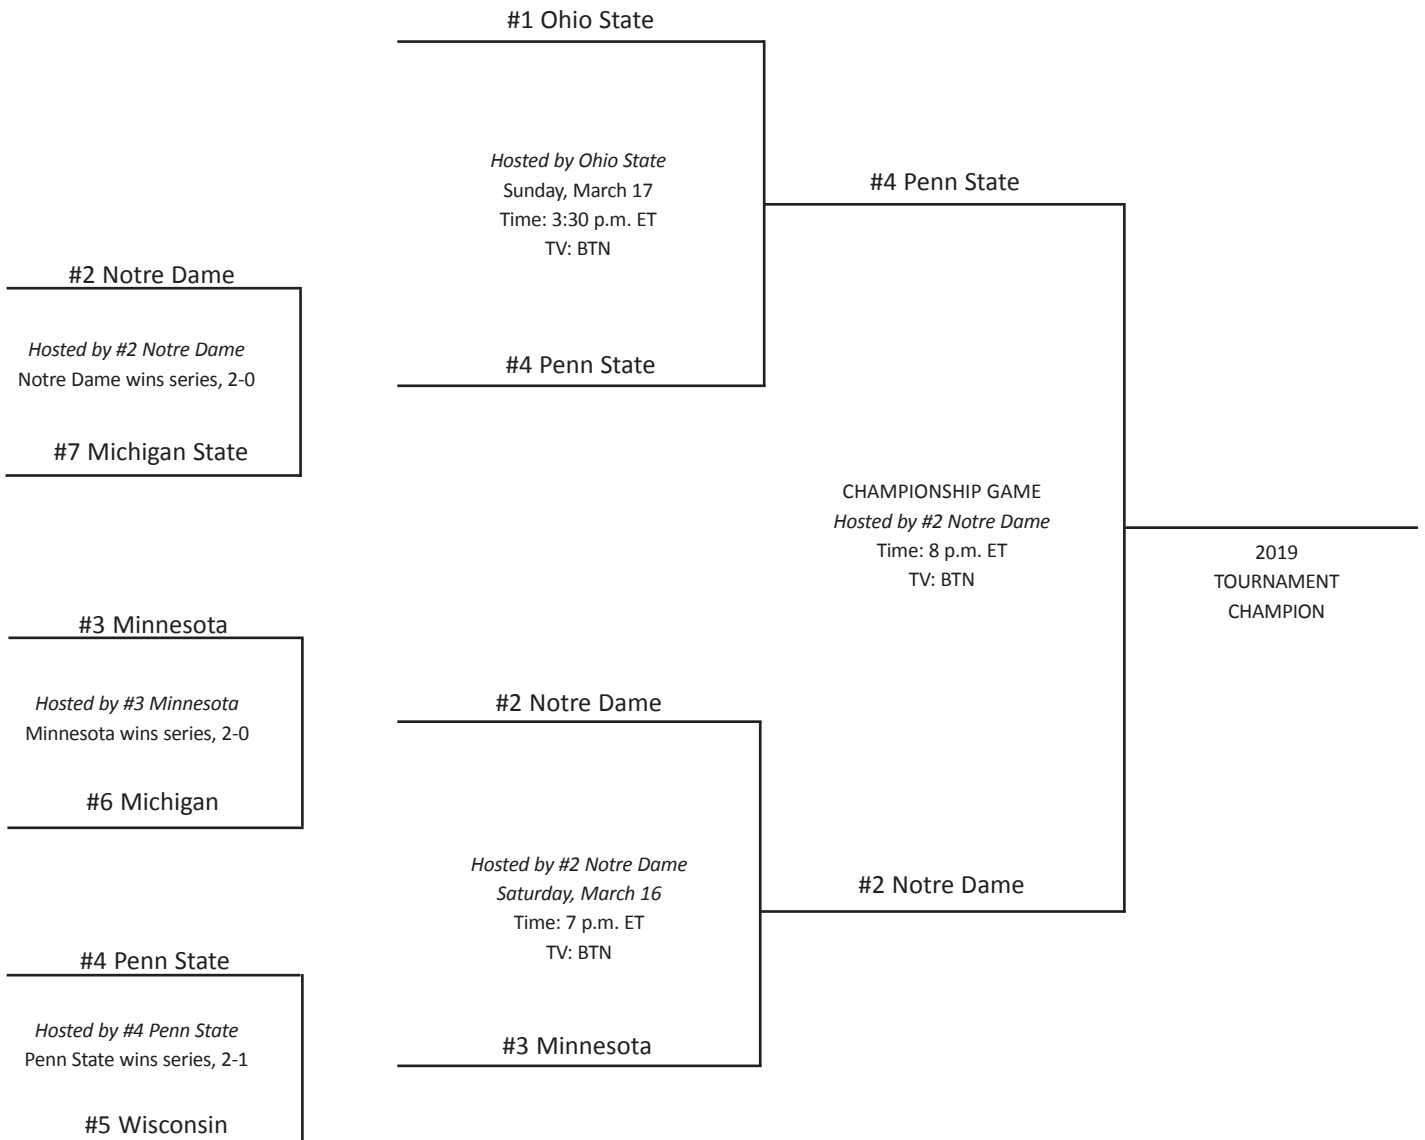 #1 Ohio State
Hosted by Ohio State
Sunday, March 17
Time: 3:30 p.m. ET
TV: BTN
#4 Penn State
#4 Penn State
#2 Notre Dame
Hosted by #2 Notre Dame
Notre Dame wins series, 2-0
#7 Michigan State
CHAMPIONSHIP GAME
Hosted by #2 Notre Dame
Time: 8 p.m. ET
TV: BTN
2019
TOURNAMENT
CHAMPION
#3 Minnesota
Hosted by #3 Minnesota
Minnesota wins series, 2-0
#6 Michigan
#2 Notre Dame
Hosted by #2 Notre Dame
Saturday, March 16
Time: 7 p.m. ET
TV: BTN
#3 Minnesota
#2 Notre Dame
#4 Penn State
Hosted by #4 Penn State
Penn State wins series, 2-1
#5 Wisconsin